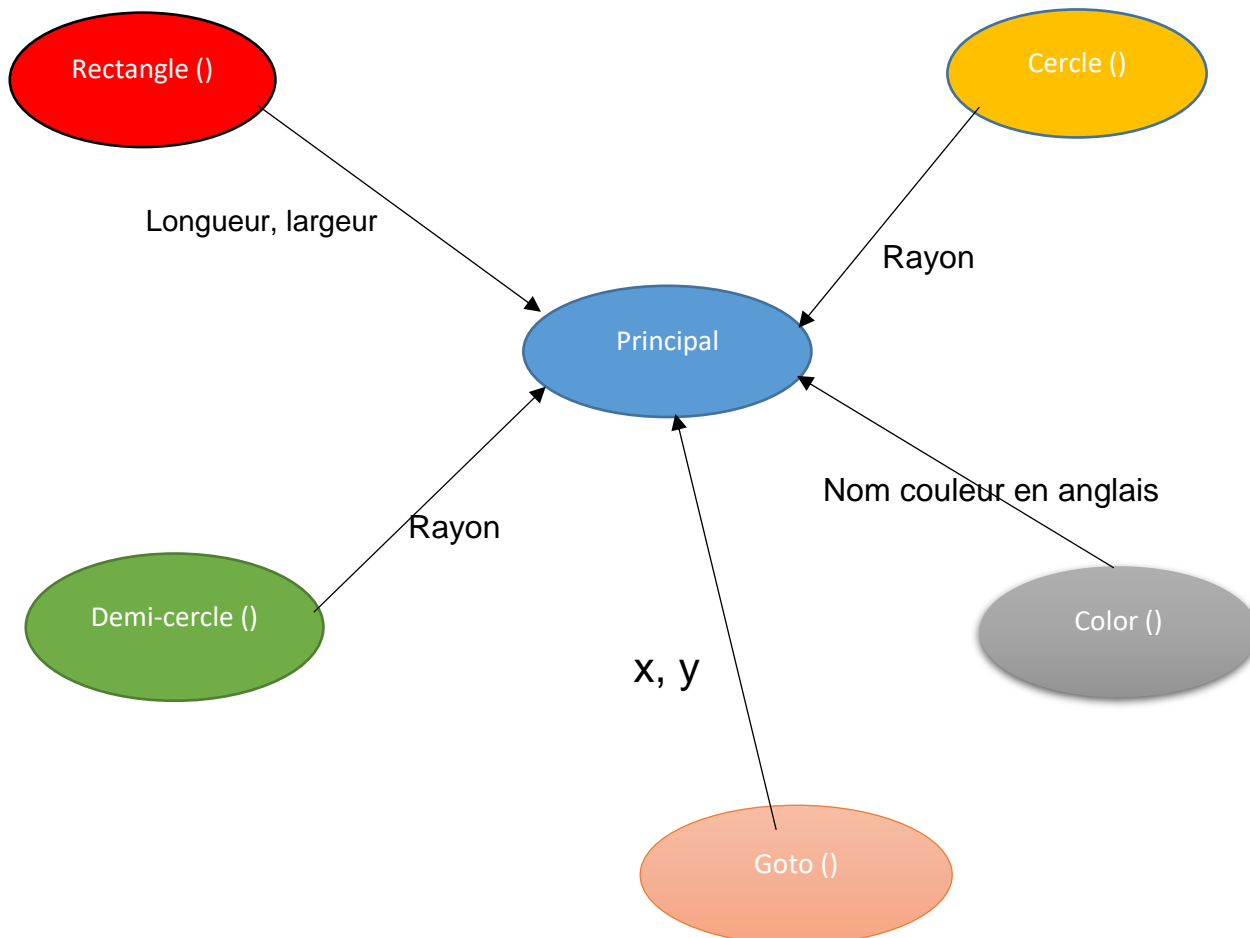 Rectangle ()
Cercle ()
Longueur, largeur
Rayon
Principal
Nom couleur en anglais
Rayon
Demi-cercle ()
Color ()
x, y
Goto ()